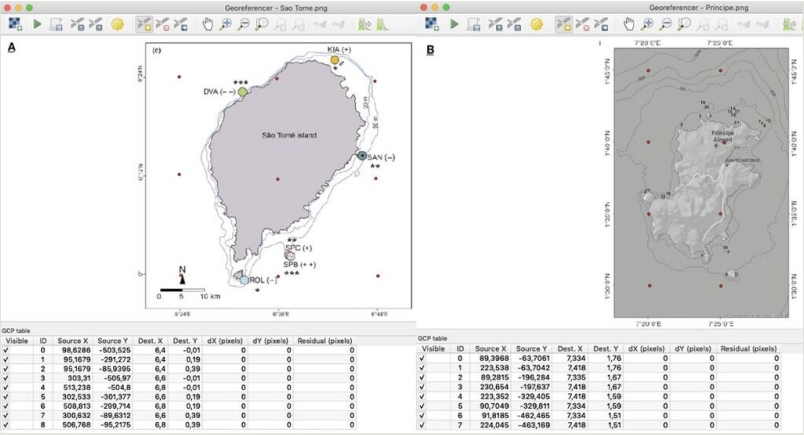 Georeferencer - Sao Tome.png
A
(c)
KIA (+)
***
DVA (– –)
20 m
50 m
São Tomé island
SAN (–)
**
**
SPC (+)
SPB (+ +)
***
ROL (–)
*
N
0 5 10 km
0°
GCP table
Visible ID Source X Source Y Dest. X Dest. Y dX (pixels) dY (pixels) Residual (pixels)
√ 0 98,6286 -503,525 6,4 -0,01 0 0 0
√ 1 95,1679 -291,272 6,4 0,19 0 0 0
√ 2 95,1679 -85,9395 6,4 0,39 0 0 0
√ 3 303,31 -505,97 6,6 -0,01 0 0 0
√ 4 513,238 -504,8 6,8 -0,01 0 0 0
√ 5 302,533 -301,377 6,6 0,19 0 0 0
√ 6 508,813 -299,714 6,8 0,19 0 0 0
√ 7 300,632 -89,6312 6,6 0,39 0 0 0
√ 8 506,768 -95,2175 6,8 0,39 0 0 0
Georeferencer - Principe.png
B
7°20'0"E 7°25'0"E
1°45'0"N
1°40'0"N
1°35'0"N
1°30'0"N
Principe
Airport
7°20'0"E 7°25'0"E
GCP table
Visible ID Source X Source Y Dest. X Dest. Y dX (pixels) dY (pixels) Residual (pixels)
√ 0 89,3968 -63,7061 7,334 1,76 0 0 0
√ 1 223,538 -63,7042 7,418 1,76 0 0 0
√ 2 89,2815 -196,284 7,335 1,67 0 0 0
√ 3 230,654 -197,637 7,418 1,67 0 0 0
√ 4 223,352 -329,405 7,418 1,59 0 0 0
√ 5 90,7049 -329,811 7,334 1,59 0 0 0
√ 6 91,8185 -462,465 7,334 1,51 0 0 0
√ 7 224,045 -463,169 7,418 1,51 0 0 0